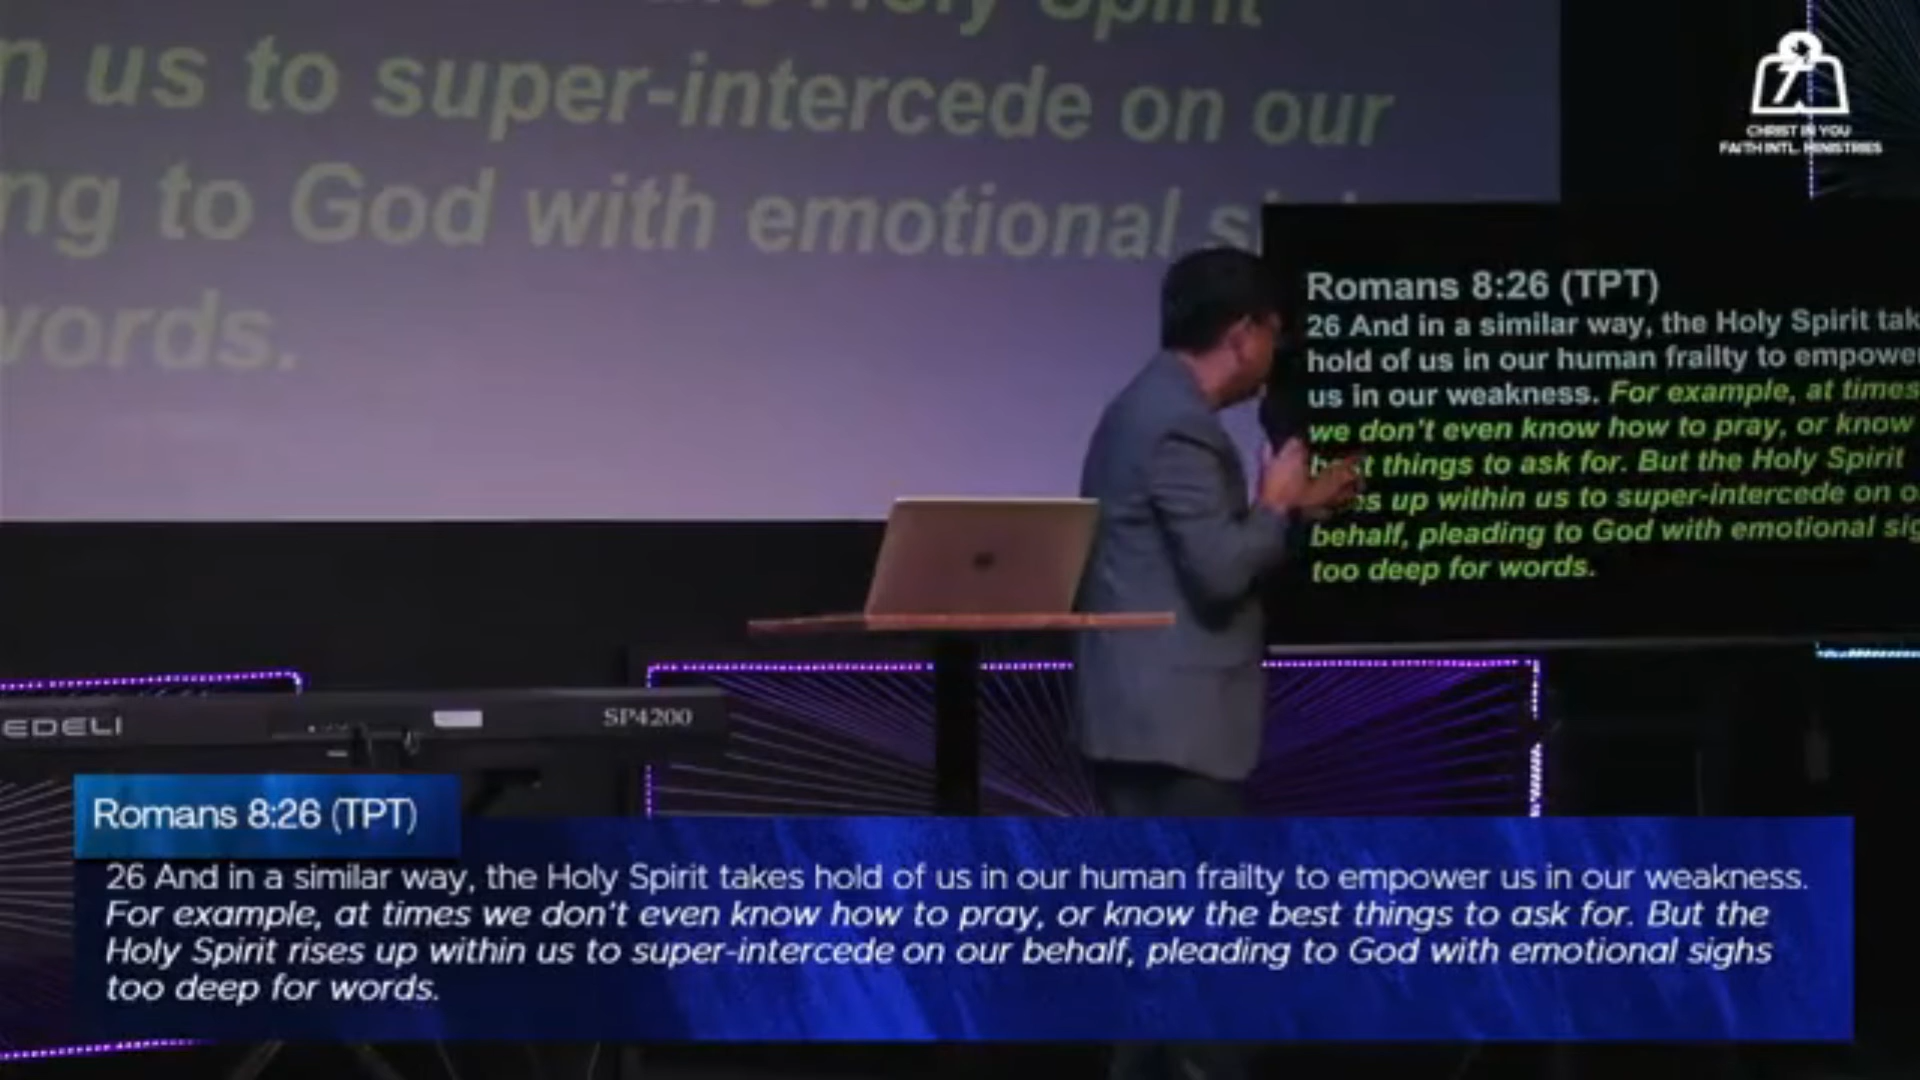 Holy Spirit
us to super-intercede on our
to God with emotional
words.
CHRIST IN YOU
FAITH INTL. MINISTRIES
Romans 8:26 (TPT)
26 And in a similar way, the Holy Spirit tak
hold of us in our human frailty to empower
us in our weakness. For example, at times
we don't even know how to pray, or know
things to ask for. But the Holy Spirit
up within us to super-intercede on o
behalf, pleading to God with emotional sig
too deep for words.
EDELI
SP4200
Romans 8:26 (TPT)
26 And in a similar way, the Holy Spirit takes hold of us in our human frailty to empower us in our weakness.
For example, at times we don't even know how to pray, or know the best things to ask for. But the
Holy Spirit rises up within us to super-intercede on our behalf, pleading to God with emotional sighs
too deep for words.